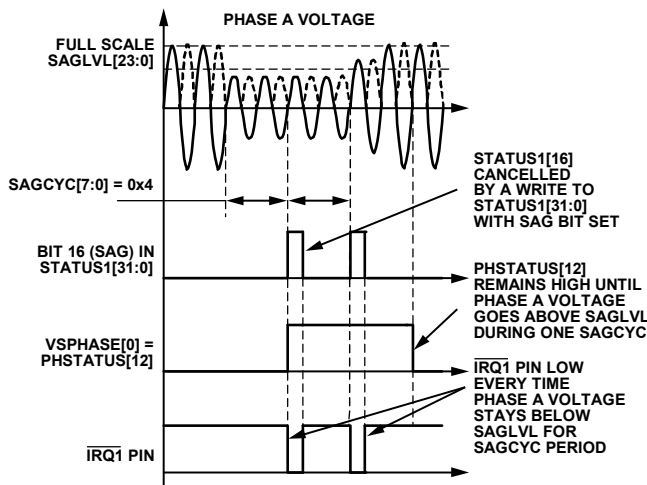 PHASE A VOLTAGE
FULL SCALE
SAGLVL[23:0]
SAGCYC[7:0] = 0x4
STATUS1[16]
CANCELLED
BY A WRITE TO
STATUS1[31:0]
WITH SAG BIT SET
BIT 16 (SAG) IN
STATUS1[31:0]
PHSTATUS[12]
REMAINS HIGH UNTIL
PHASE A VOLTAGE
GOES ABOVE SAGLVL
DURING ONE SAGCYC
VSPHASE[0] =
PHSTATUS[12]
IRQ1 PIN LOW
EVERY TIME
PHASE A VOLTAGE
STAYS BELOW
SAGLVL FOR
SAGCYC PERIOD
IRQ1 PIN